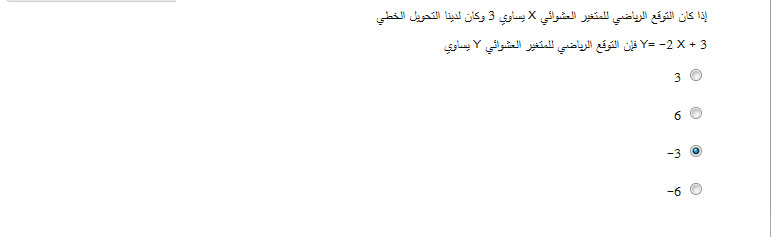 إذا كان التوقع الرياضي للمتغير العشوائي X يساوي 3 وكان لدينا التحويل الخطي
Y= −2 X + 3 فإن التوقع الرياضي للمتغير العشوائي Y يساوي
3
6
−3
−6